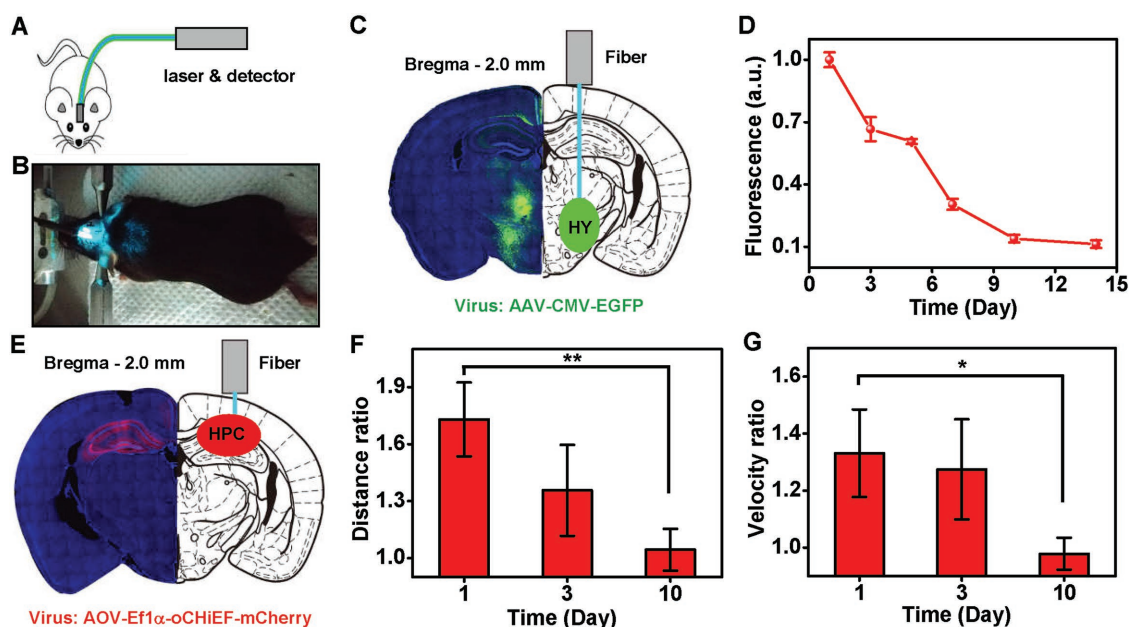 A
laser & detector
B
C
Bregma - 2.0 mm
Fiber
HY
Virus: AAV-CMV-EGFP
D
Fluorescence (a.u.)
1.0
0.7
0.4
0.1
0 3 6 9 12 15
Time (Day)
E
Bregma - 2.0 mm
Fiber
HPC
Virus: AOV-Ef1α-oCHiEF-mCherry
F
Distance ratio
1.9
1.6
1.3
1.0
**
1 3 10
Time (Day)
G
Velocity ratio
1.6
1.4
1.2
1.0
*
1 3 10
Time (Day)